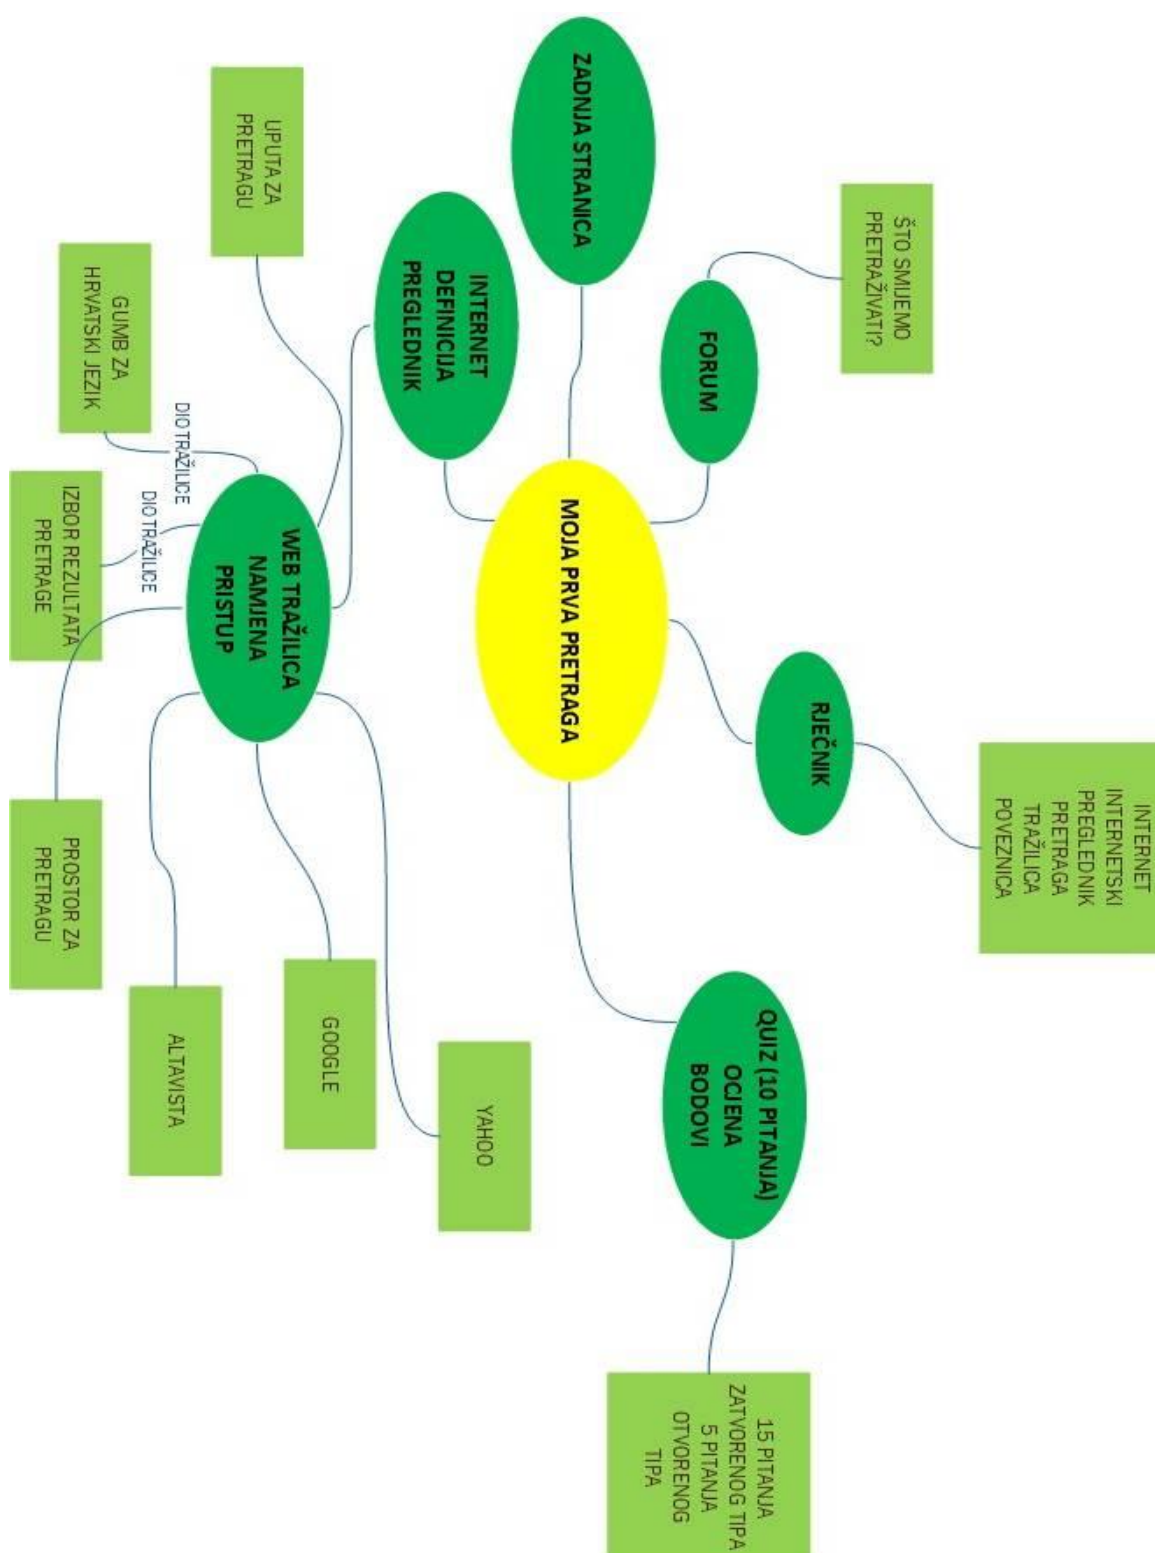 INTERNET
INTERNETSKI
PREGLEDNIK
PRETRAGA
TRAŽILICA
POVEZNICA
ŠTO SMIJEMO
PRETRAŽIVATI?
RJEČNIK
FORUM
QUIZ (10 PITANJA)
OCJENA
BODOVI
15 PITANJA
ZATVORENOG TIPA
5 PITANJA
OTVORENOG
TIPA
ZADNJA STRANICA
MOJA PRVA PRETRAGA
INTERNET
DEFINICIJA
PREGLEDNIK
YAHOO
UPUTA ZA
PRETRAGU
WEB TRAŽILICA
NAMJENA
PRISTUP
GOOGLE
DIO TRAŽILICE
DIO TRAŽILICE
ALTAVISTA
GUMB ZA
HRVATSKI JEZIK
IZBOR REZULTATA
PRETRAGE
PROSTOR ZA
PRETRAGU